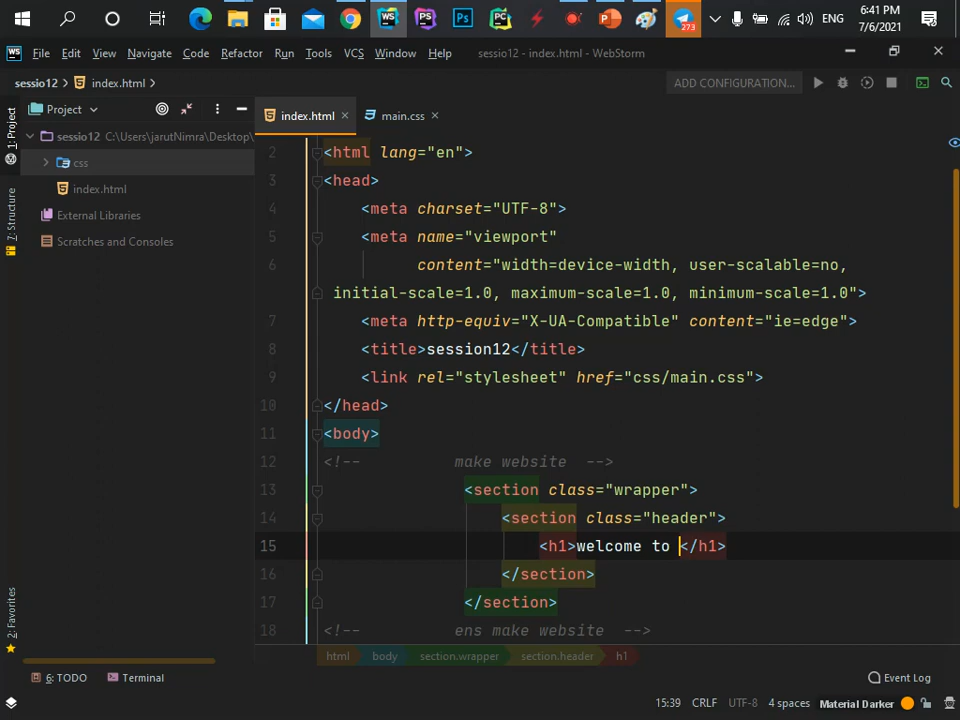 ENG
6:41 PM
7/6/2021
273
WS
PS
Ps
PC
WS File Edit View Navigate Code Refactor Run Tools VCS Window Help sessio12 - index.html - WebStorm
sessio12 index.html ADD CONFIGURATION...
Project
index.html
main.css
1: Project
7: Structure
2: Favorites
sessio12 C:\Users\jarutNimra\Desktop\
css
index.html
External Libraries
Scratches and Consoles
2 <html lang="en">
3 <head>
4 <meta charset="UTF-8">
5 <meta name="viewport"
6 content="width=device-width, user-scalable=no,
initial-scale=1.0, maximum-scale=1.0, minimum-scale=1.0">
7 <meta http-equiv="X-UA-Compatible" content="ie=edge">
8 <title>session12</title>
9 <link rel="stylesheet" href="css/main.css">
10 </head>
11 <body>
12 <!-- make website -->
13 <section class="wrapper">
14 <section class="header">
15 <h1>welcome to </h1>
16 </section>
17 </section>
18 <!-- ens make website -->
html body section.wrapper section.header h1
6: TODO Terminal Event Log
15:39 CRLF UTF-8 4 spaces Material Darker